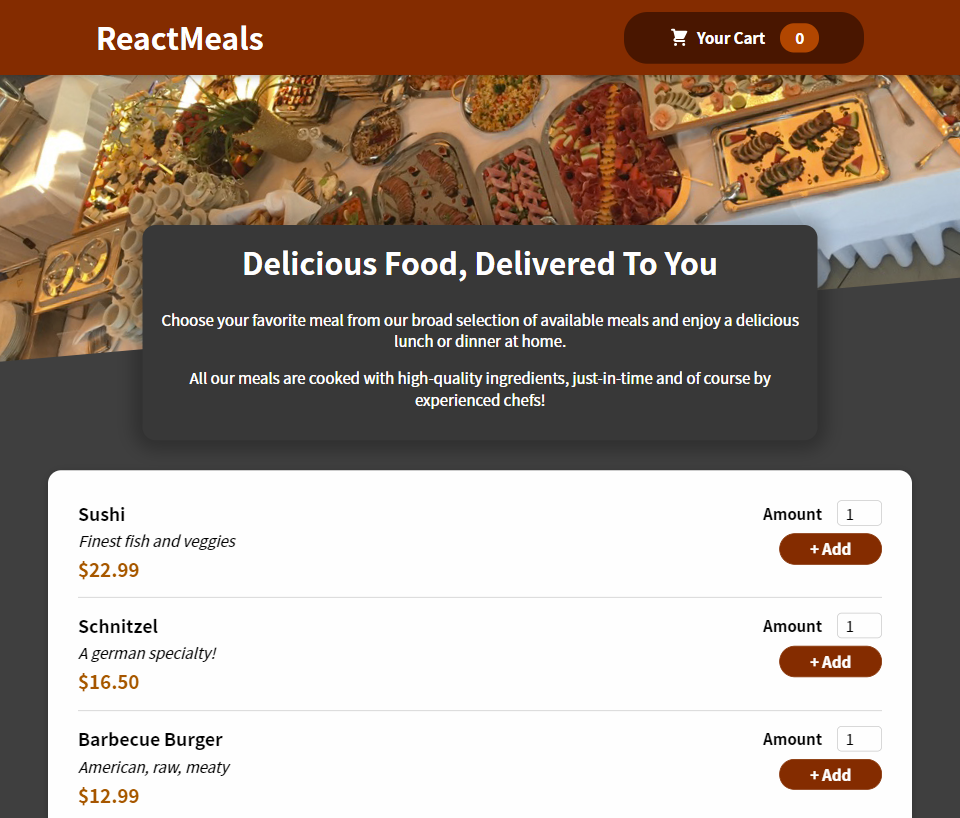 ReactMeals
Your Cart 0
Delicious Food, Delivered To You
Choose your favorite meal from our broad selection of available meals and enjoy a delicious
lunch or dinner at home.
All our meals are cooked with high-quality ingredients, just-in-time and of course by
experienced chefs!
Sushi
Finest fish and veggies
$22.99
Amount 1
+ Add
Schnitzel
A german specialty!
$16.50
Amount 1
+ Add
Barbecue Burger
American, raw, meaty
$12.99
Amount 1
+ Add